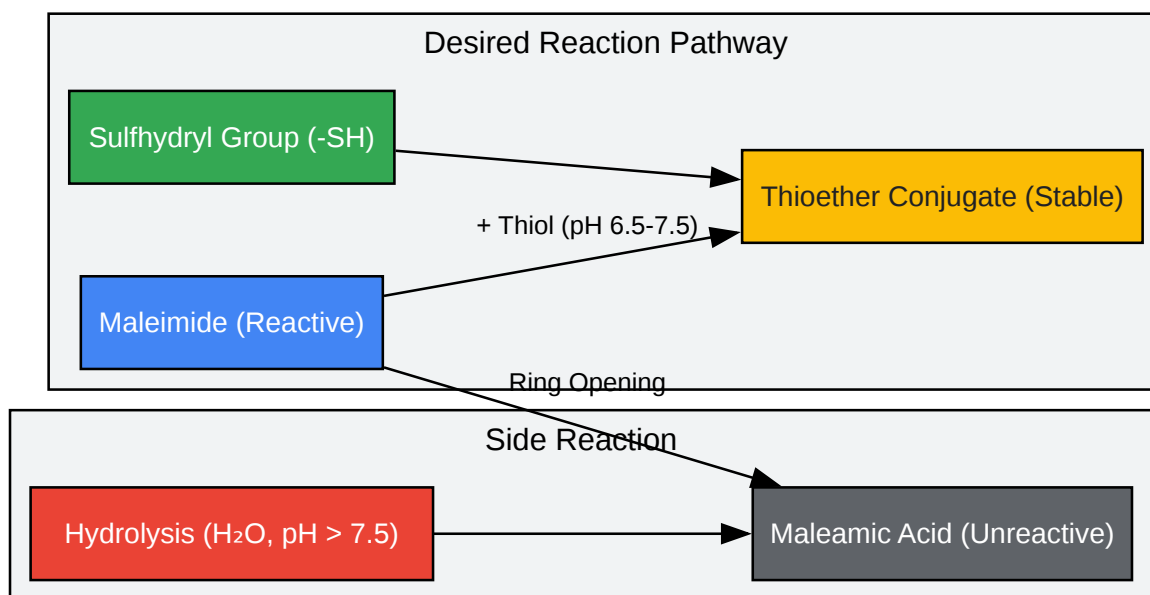 Desired Reaction Pathway
Sulfhydryl Group (-SH)
Thioether Conjugate (Stable)
+ Thiol (pH 6.5-7.5)
Maleimide (Reactive)
Ring Opening
Side Reaction
Hydrolysis (H₂O, pH > 7.5)
Maleamic Acid (Unreactive)